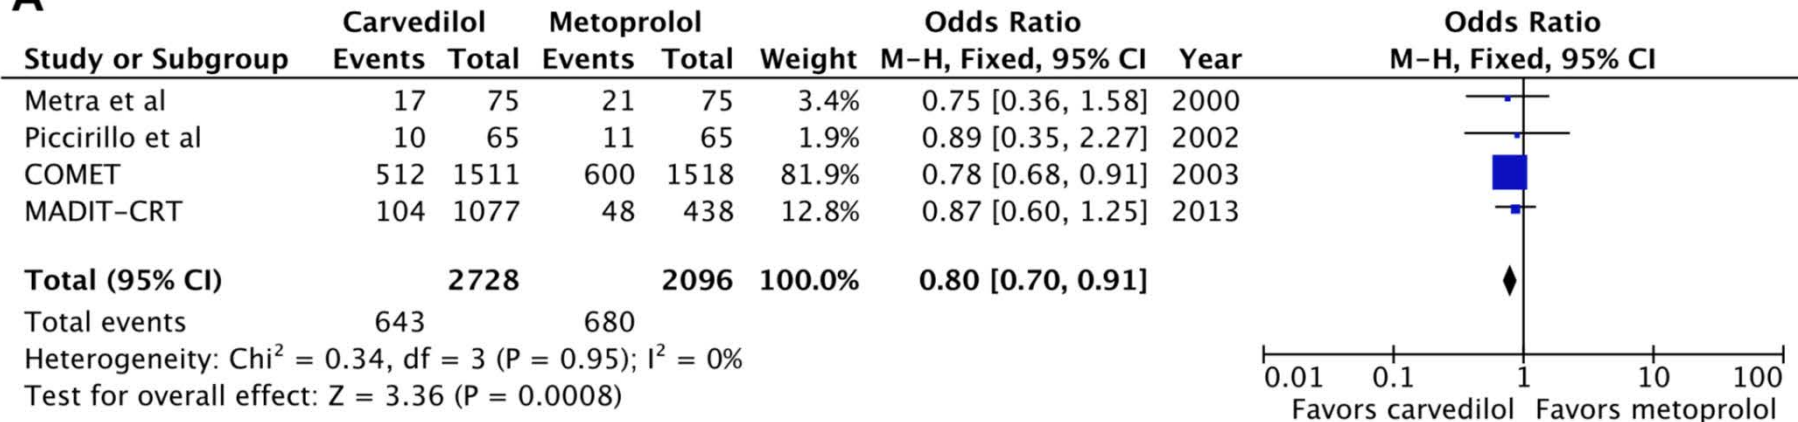 A
Carvedilol Metoprolol Odds Ratio Odds Ratio
Study or Subgroup Events Total Events Total Weight M-H, Fixed, 95% CI Year M-H, Fixed, 95% CI
Metra et al 17 75 21 75 3.4% 0.75 [0.36, 1.58] 2000
Piccirillo et al 10 65 11 65 1.9% 0.89 [0.35, 2.27] 2002
COMET 512 1511 600 1518 81.9% 0.78 [0.68, 0.91] 2003
MADIT-CRT 104 1077 48 438 12.8% 0.87 [0.60, 1.25] 2013
Total (95% CI) 2728 2096 100.0% 0.80 [0.70, 0.91]
Total events 643 680
Heterogeneity: Chi² = 0.34, df = 3 (P = 0.95); I² = 0%
Test for overall effect: Z = 3.36 (P = 0.0008)
0.01 0.1 1 10 100
Favors carvedilol Favors metoprolol